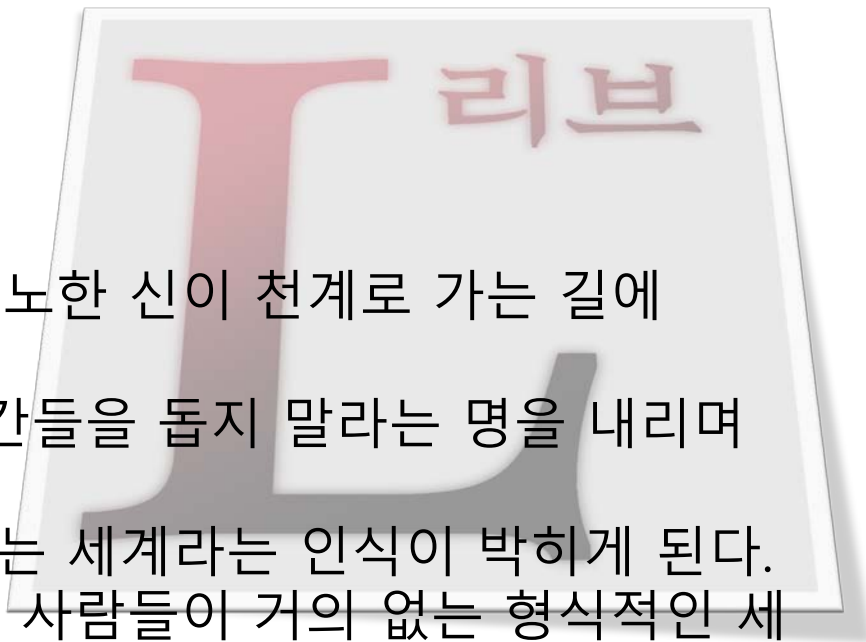 L 리브
노한 신이 천계로 가는 길에
간들을 돕지 말라는 명을 내리며
는 세계라는 인식이 박히게 된다.
사람들이 거의 없는 형식적인 세